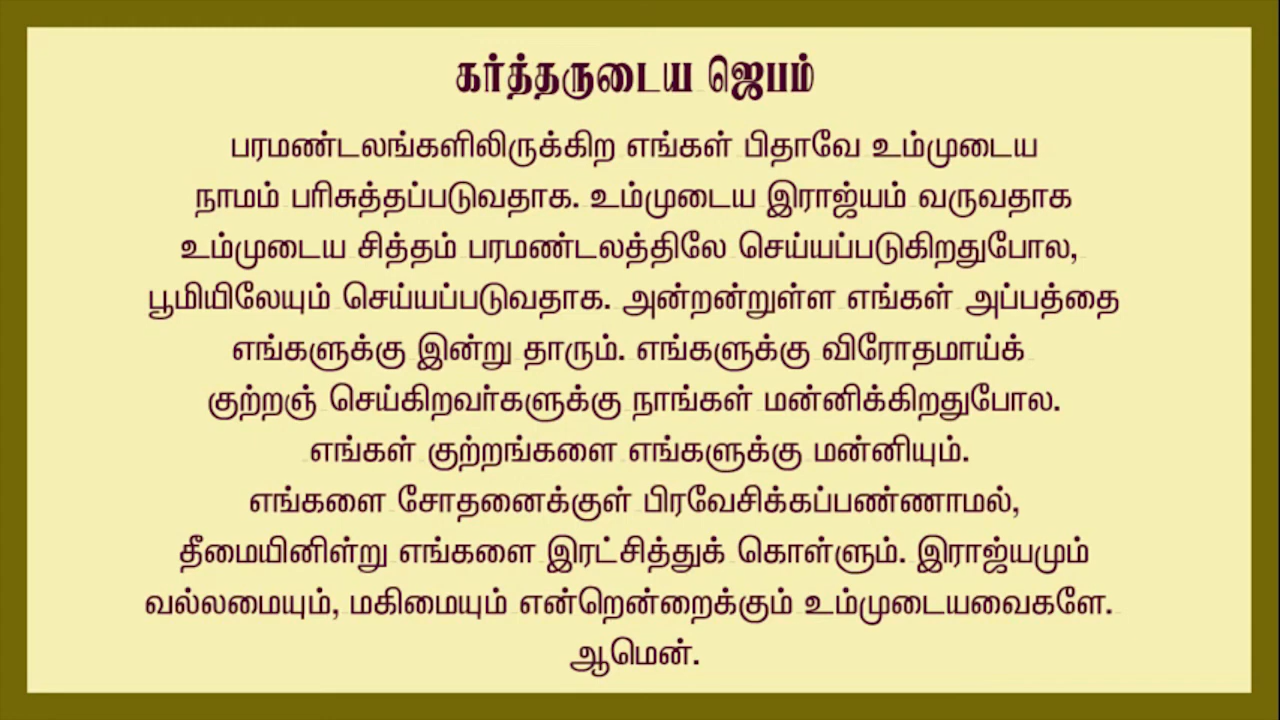 கர்த்தருடைய ஜெபம்
பரமண்டலங்களிலிருக்கிற எங்கள் பிதாவே உம்முடைய
நாமம் பரிசுத்தப்படுவதாக. உம்முடைய இராஜ்யம் வருவதாக
உம்முடைய சித்தம் பரமண்டலத்திலே செய்யப்படுகிறதுபோல,
பூமியிலேயும் செய்யப்படுவதாக. அன்றன்றுள்ள எங்கள் அப்பத்தை
எங்களுக்கு இன்று தாரும். எங்களுக்கு விரோதமாய்க்
குற்றஞ் செய்கிறவர்களுக்கு நாங்கள் மன்னிக்கிறதுபோல.
எங்கள் குற்றங்களை எங்களுக்கு மன்னியும்.
எங்களை சோதனைக்குள் பிரவேசிக்கப்பண்ணாமல்,
தீமையினிள்று எங்களை இரட்சித்துக் கொள்ளும். இராஜ்யமும்
வல்லமையும், மகிமையும் என்றென்றைக்கும் உம்முடையவைகளே.
ஆமென்.